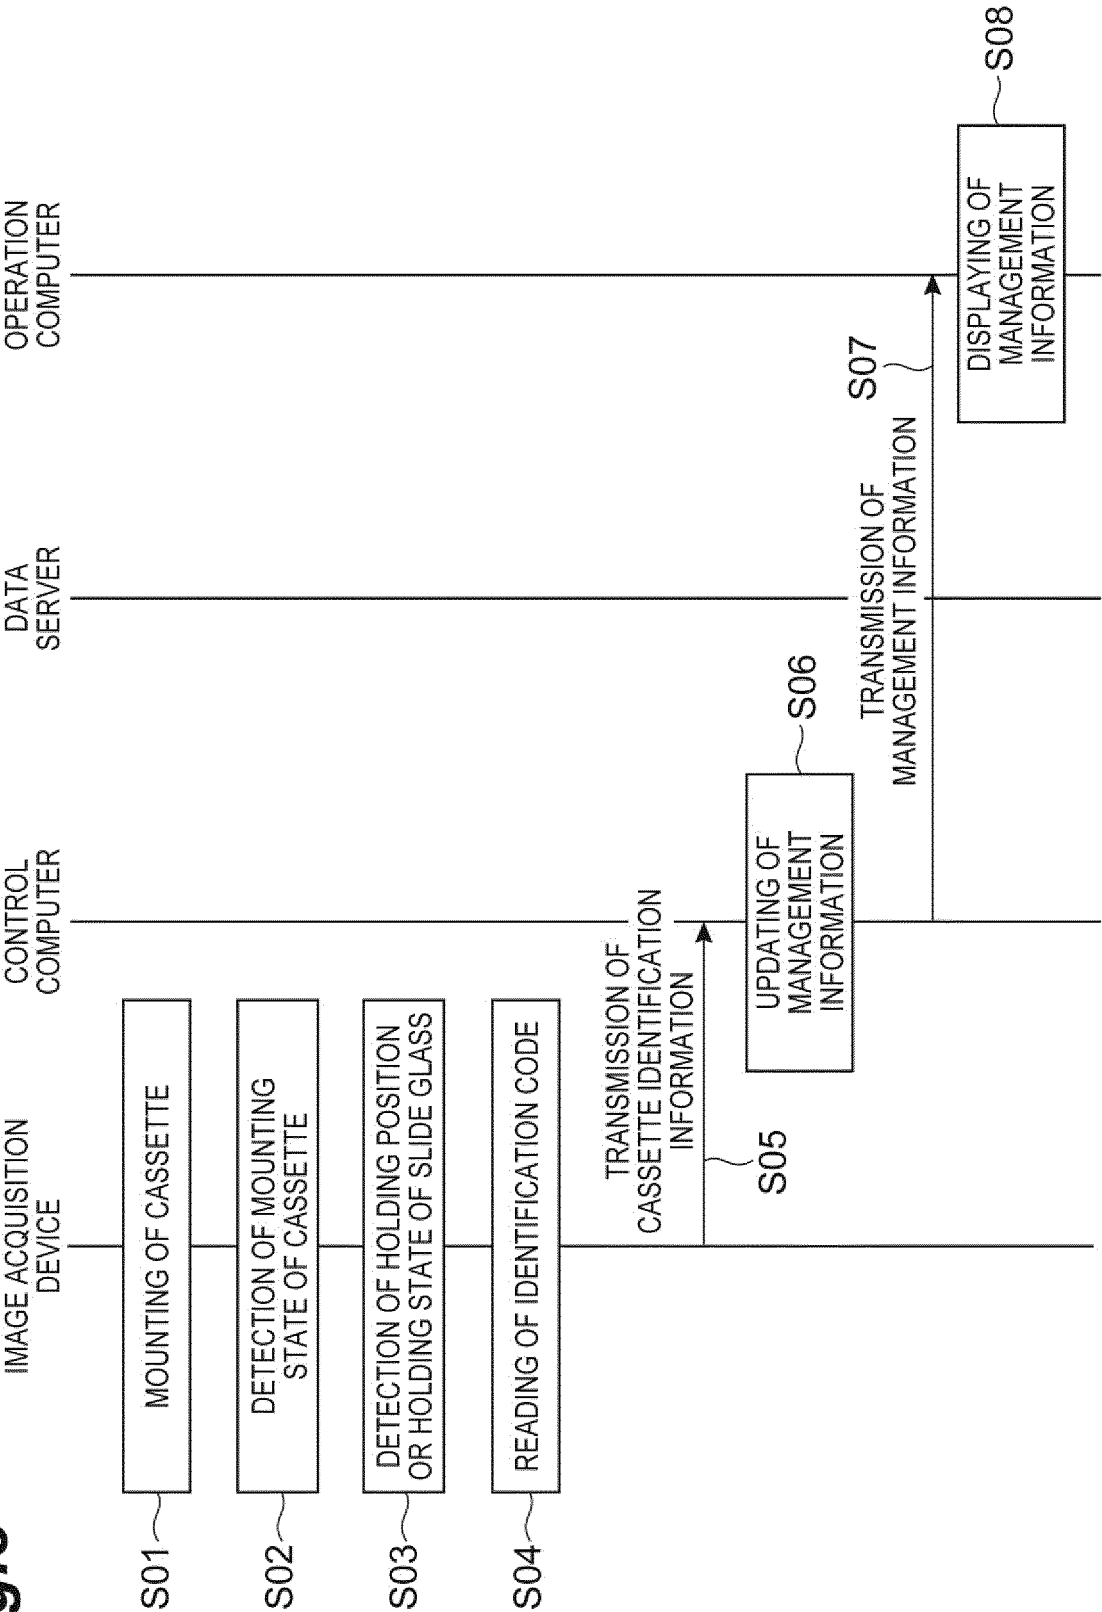 IMAGE ACQUISITION
DEVICE
CONTROL
COMPUTER
DATA
SERVER
OPERATION
COMPUTER
S01
MOUNTING OF CASSETTE
S02
DETECTION OF MOUNTING
STATE OF CASSETTE
S03
DETECTION OF HOLDING POSITION
OR HOLDING STATE OF SLIDE GLASS
S04
READING OF IDENTIFICATION CODE
TRANSMISSION OF
CASSETTE IDENTIFICATION
INFORMATION
S05
UPDATING OF
MANAGEMENT
INFORMATION
S06
TRANSMISSION OF
MANAGEMENT INFORMATION
S07
DISPLAYING OF
MANAGEMENT
INFORMATION
S08